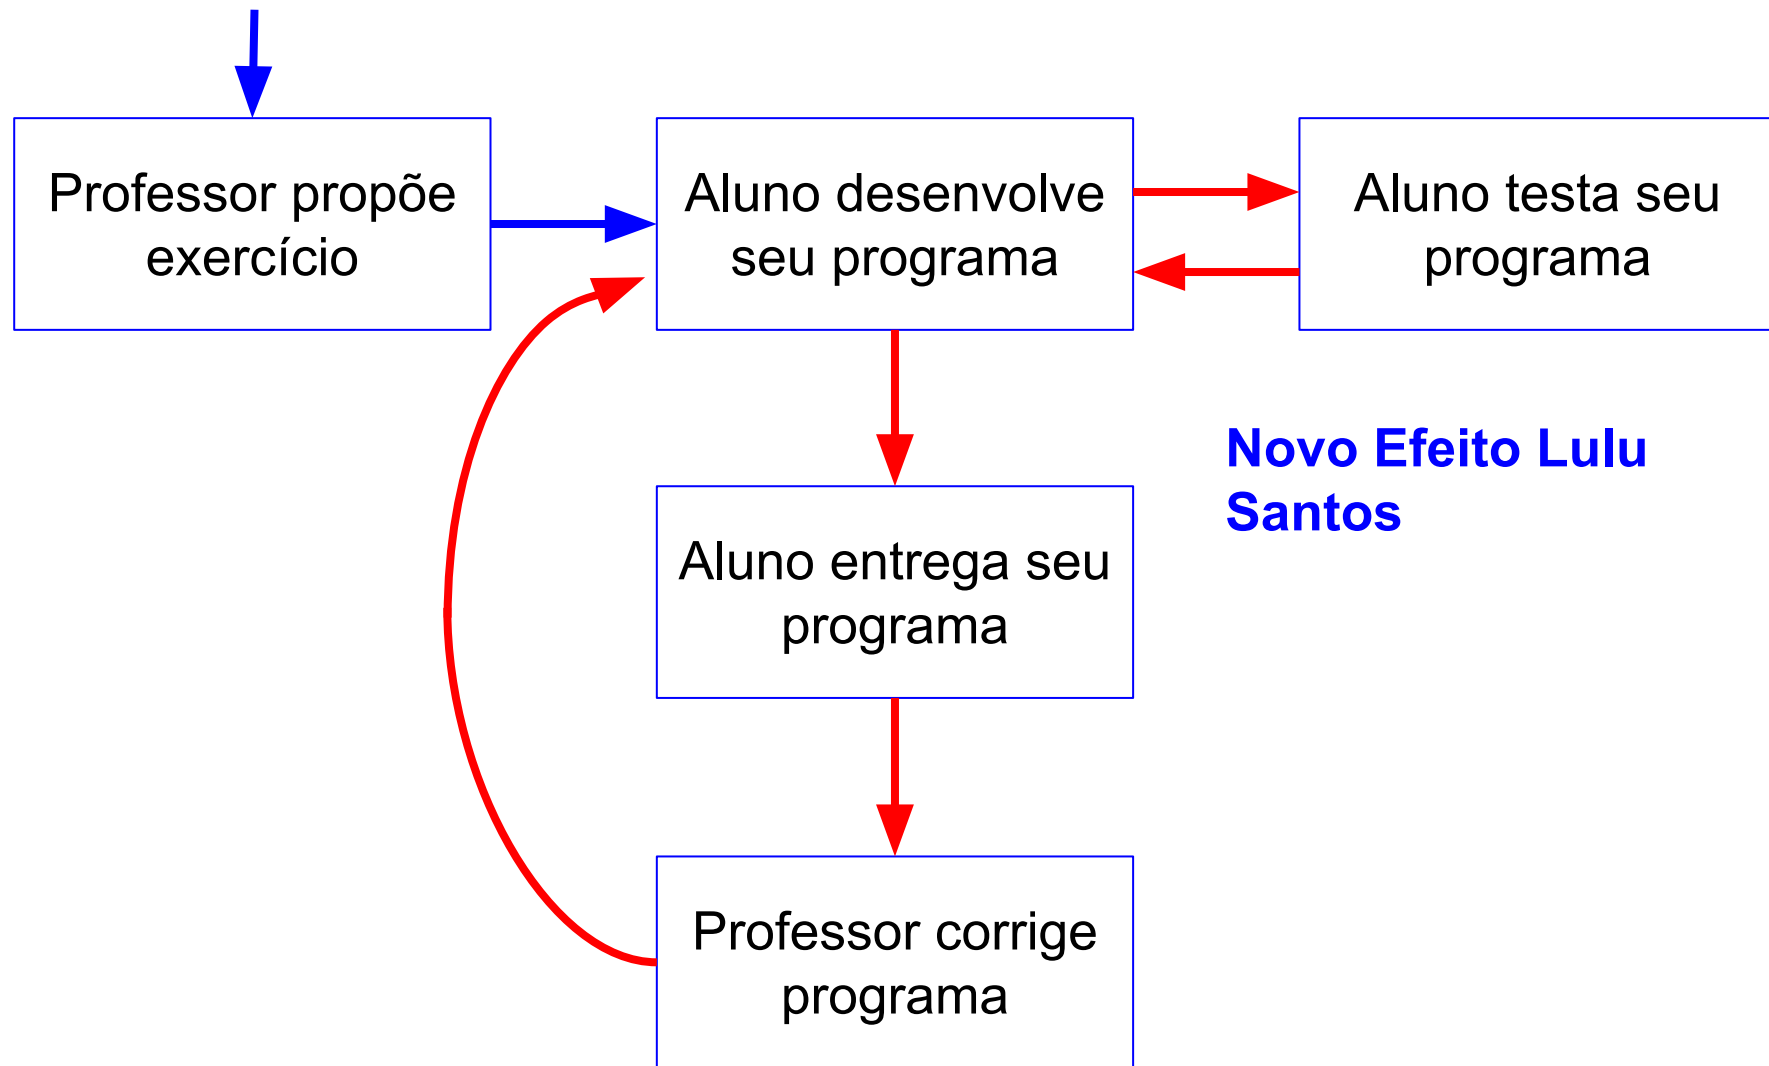 Professor propõe
exercício
Aluno desenvolve
seu programa
Aluno testa seu
programa
Novo Efeito Lulu
Santos
Aluno entrega seu
programa
Professor corrige
programa